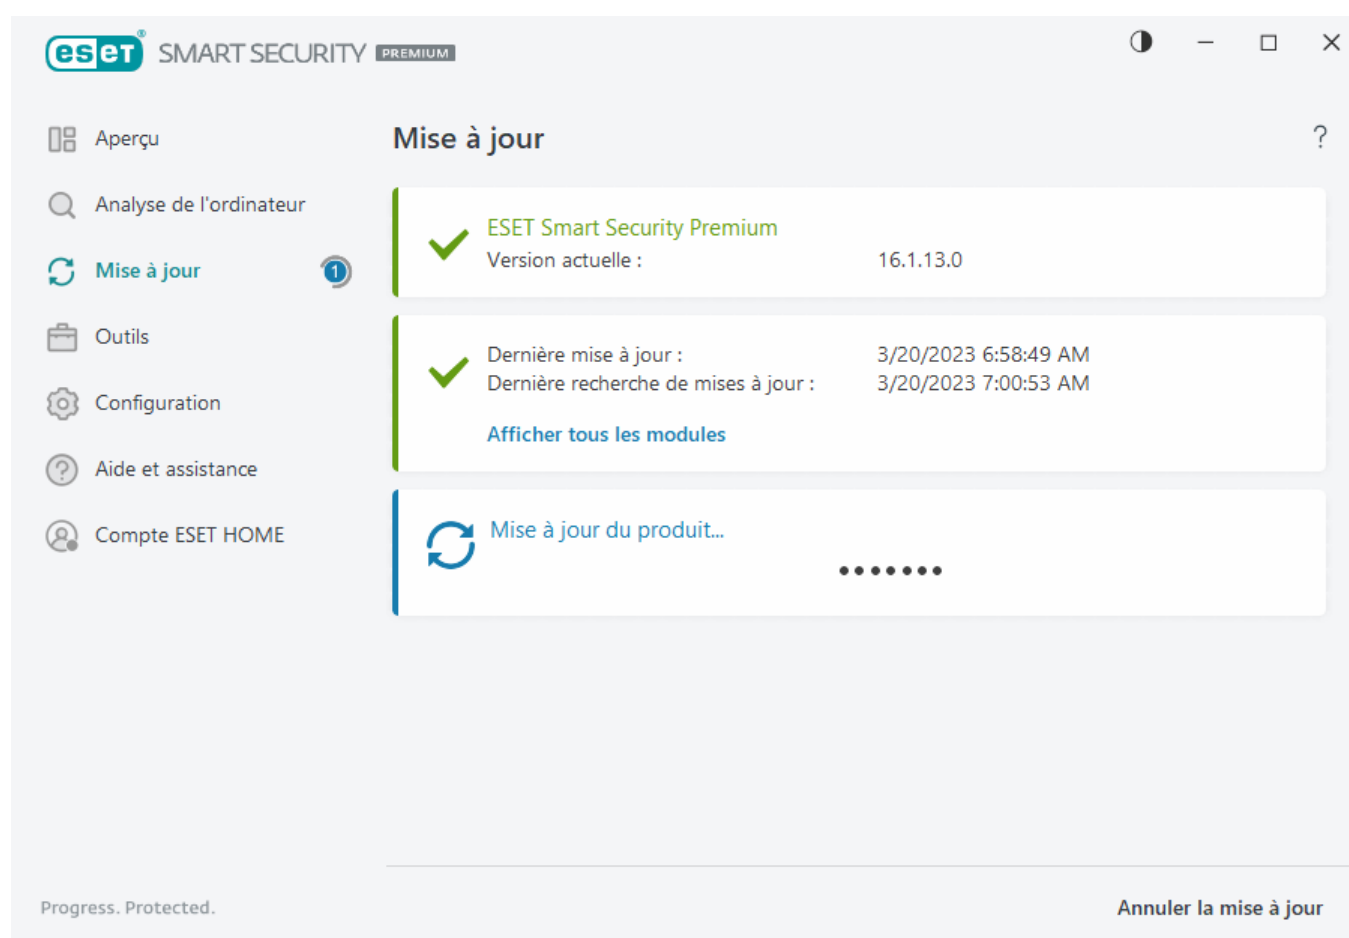 eset® SMART SECURITY PREMIUM
Aperçu
Analyse de l'ordinateur
Mise à jour 1
Outils
Configuration
Aide et assistance
Compte ESET HOME
Mise à jour ?
ESET Smart Security Premium
Version actuelle : 16.1.13.0
Dernière mise à jour : 3/20/2023 6:58:49 AM
Dernière recherche de mises à jour : 3/20/2023 7:00:53 AM
Afficher tous les modules
Mise à jour du produit...
Progress. Protected.
Annuler la mise à jour